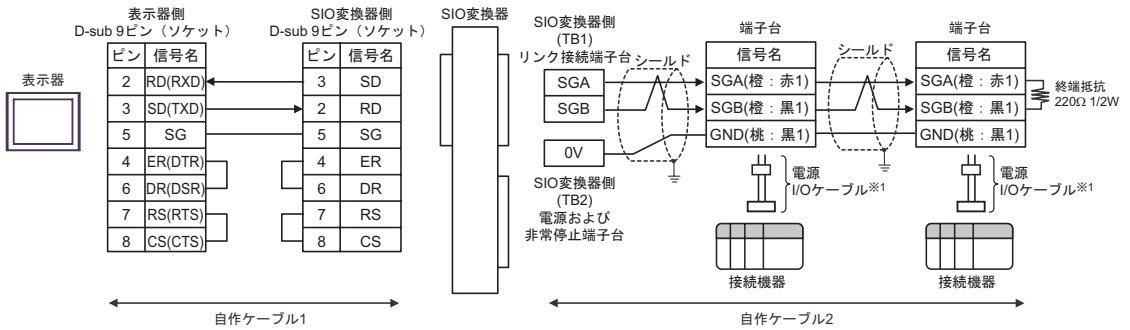 表示器
表示器側
D-sub 9ピン（ソケット）
ピン 信号名
2 RD(RXD)
3 SD(TXD)
5 SG
4 ER(DTR)
6 DR(DSR)
7 RS(RTS)
8 CS(CTS)
SIO変換器側
D-sub 9ピン（ソケット）
ピン 信号名
3 SD
2 RD
5 SG
4 ER
6 DR
7 RS
8 CS
自作ケーブル1
SIO変換器
SIO変換器側
(TB1)
リンク接続端子台
SGA
SGB
0V
SIO変換器側
(TB2)
電源および
非常停止端子台
シールド
端子台
信号名
SGA(橙：赤1)
SGB(橙：黒1)
GND(桃：黒1)
電源
I/Oケーブル※1
接続機器
シールド
端子台
信号名
SGA(橙：赤1)
SGB(橙：黒1)
GND(桃：黒1)
終端抵抗
220Ω 1/2W
電源
I/Oケーブル※1
接続機器
自作ケーブル2